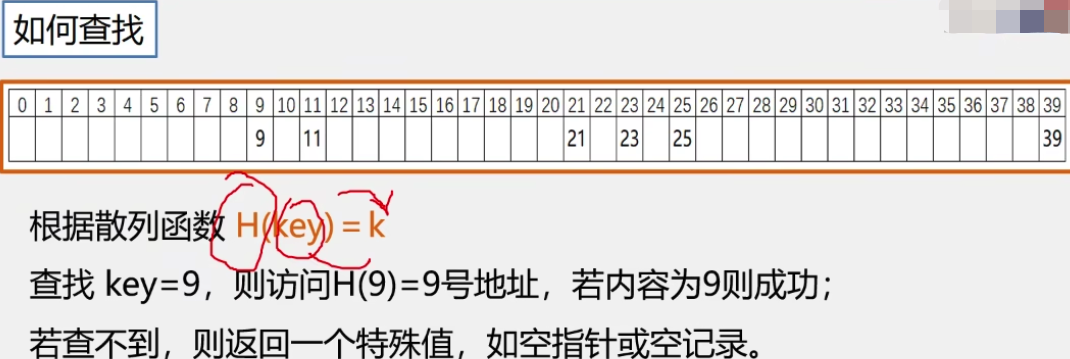 如何查找
0 1 2 3 4 5 6 7 8 9 10 11 12 13 14 15 16 17 18 19 20 21 22 23 24 25 26 27 28 29 30 31 32 33 34 35 36 37 38 39
9 11 21 23 25 39
根据散列函数 H(key) = k
查找 key=9，则访问H(9)=9号地址，若内容为9则成功；
若查不到，则返回一个特殊值，如空指针或空记录。